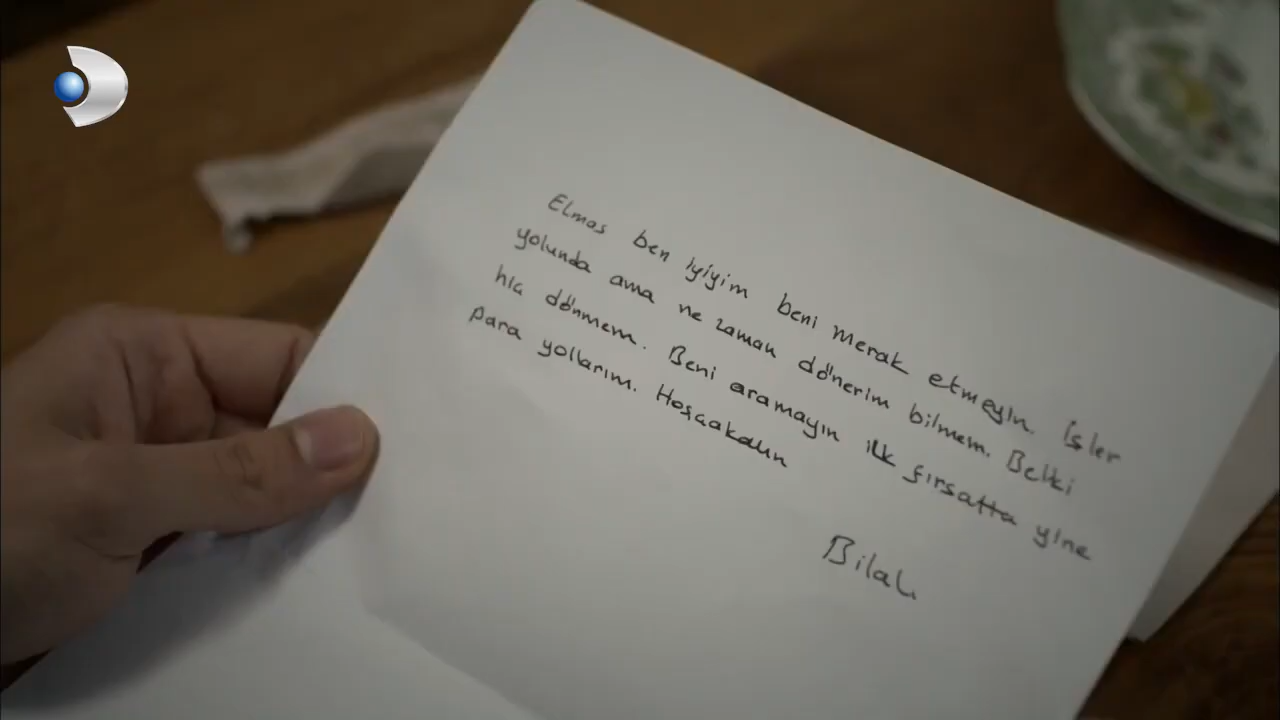 Elmas ben iyiyim beni merak etmeyin. İşler
yolunda ama ne zaman dönerim bilmem. Belki
hiç dönmem. Beni aramayın ilk fırsatta yine
para yollarım. Hoşçakalın
Bilal.